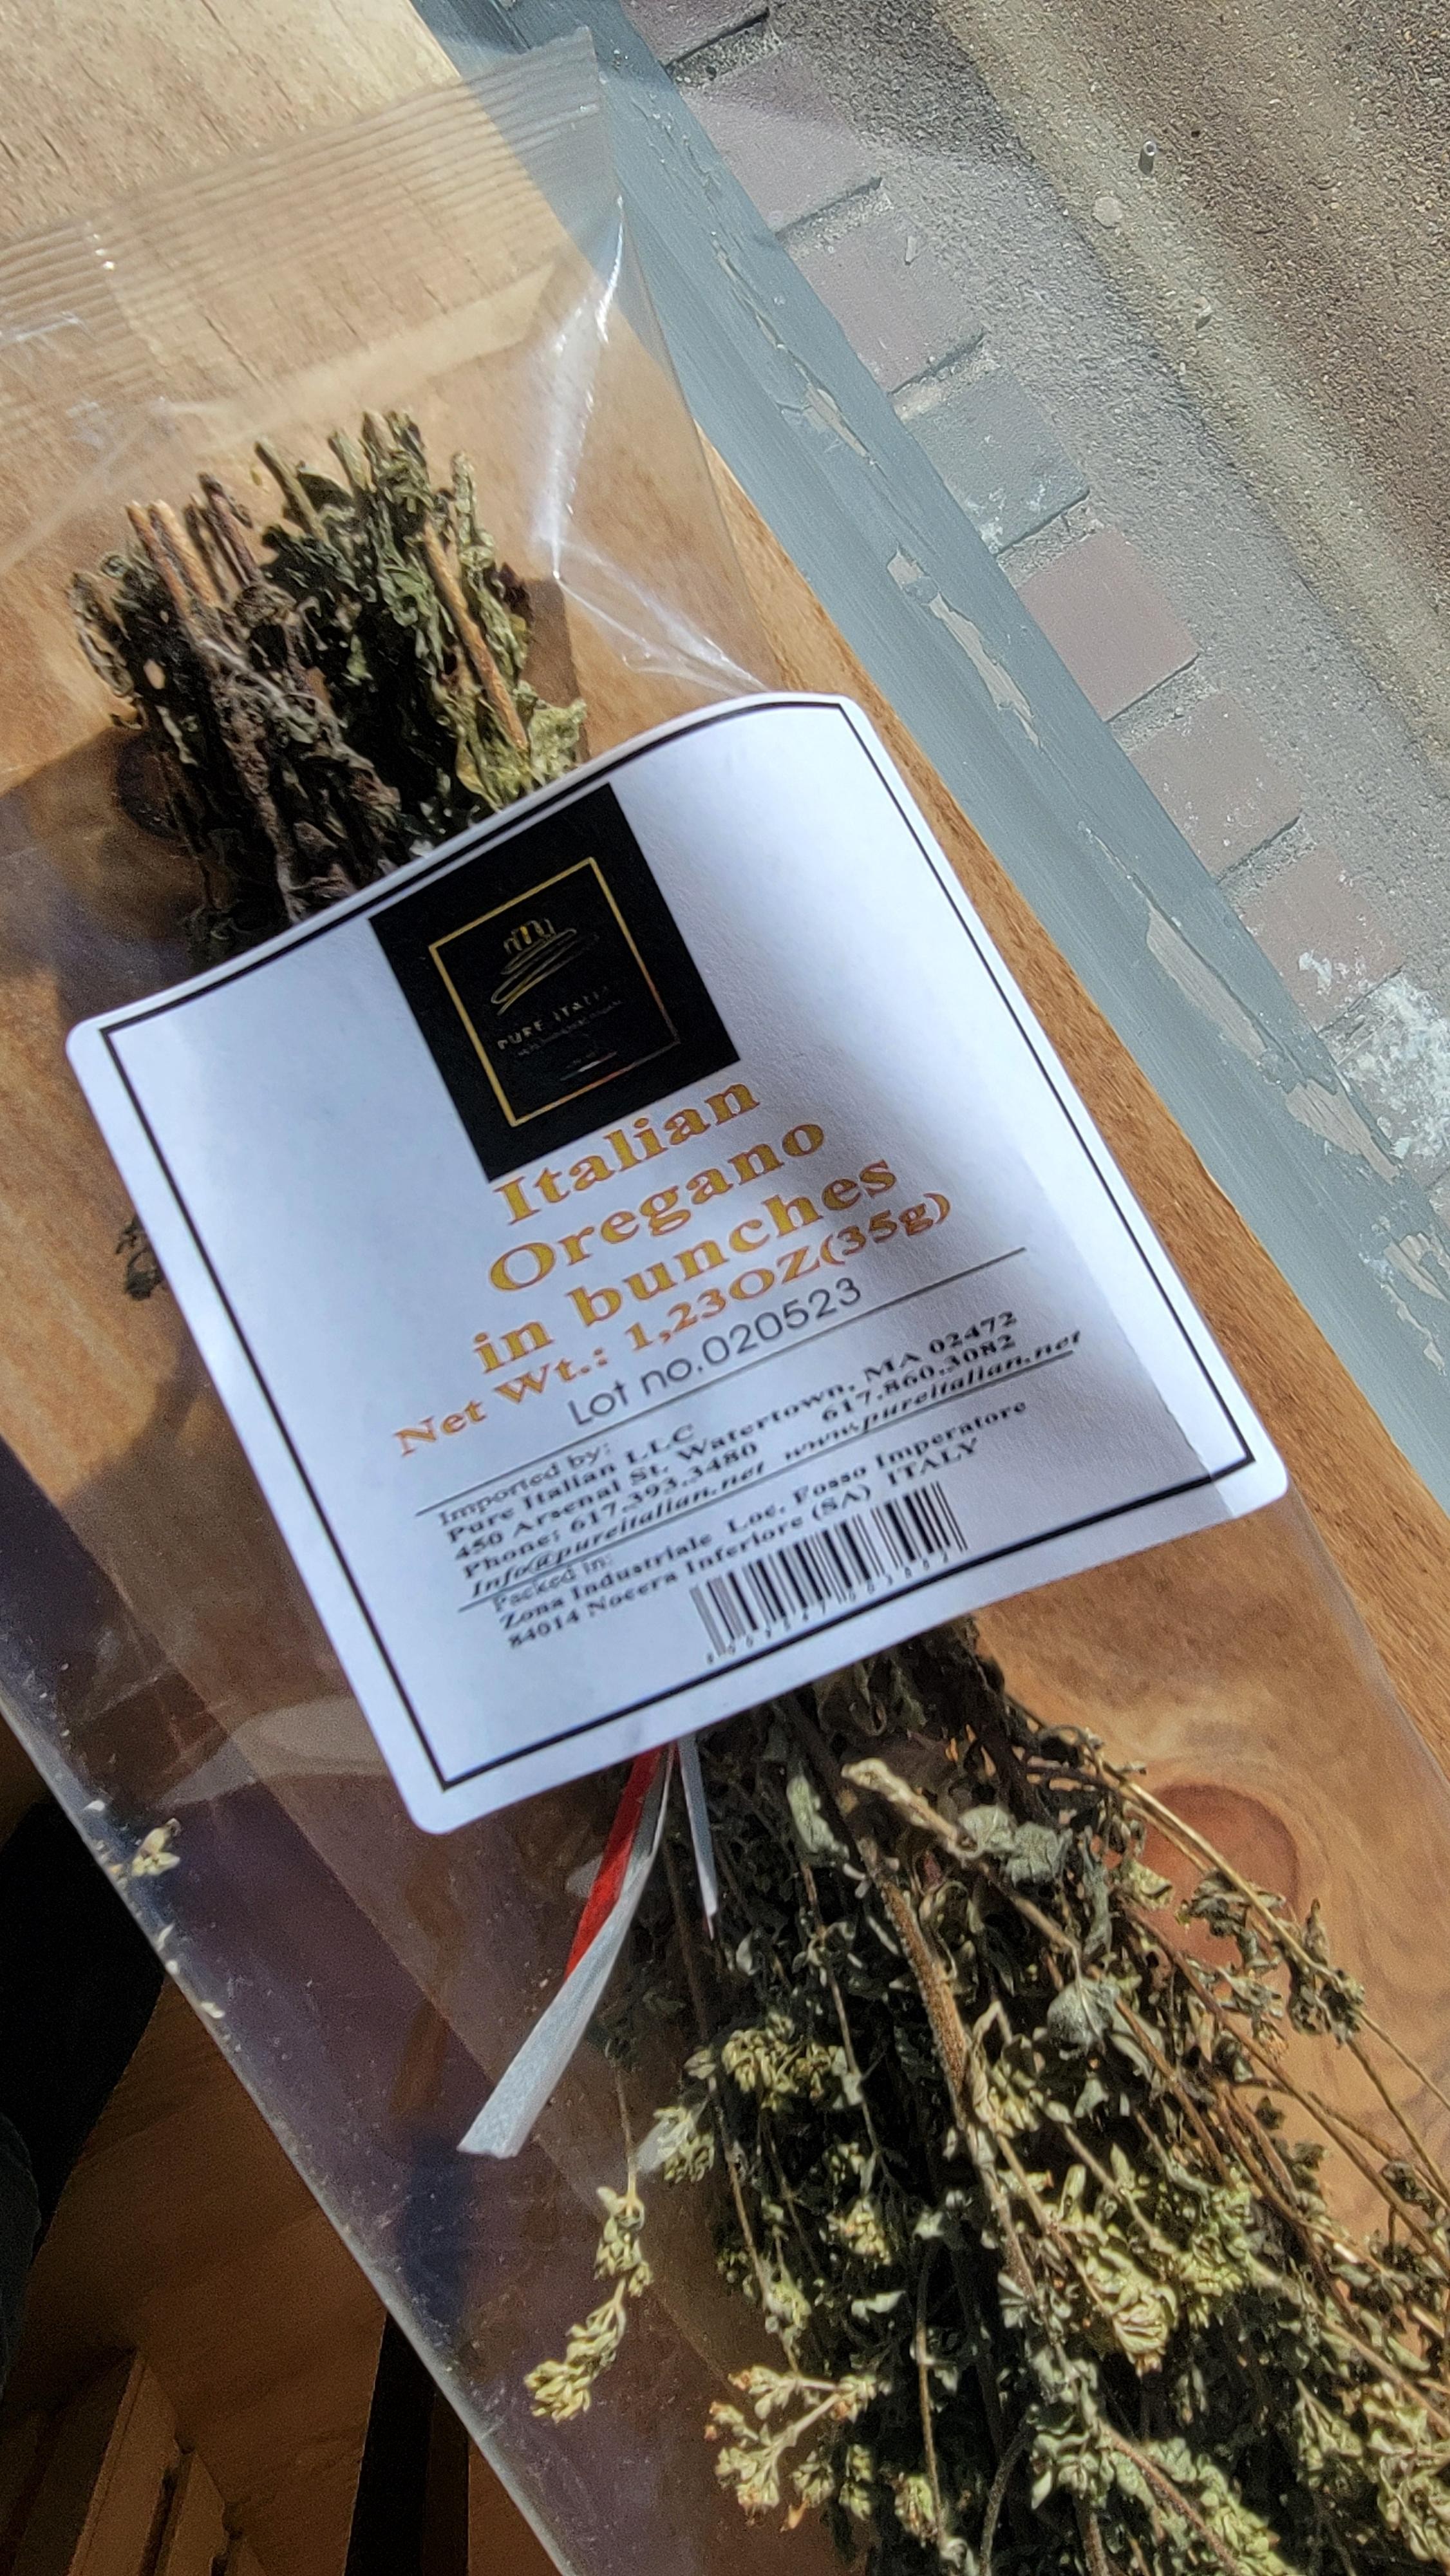 PURE ITALIAN
Italian
Oregano
in bunches
Net Wt.: 1,23OZ(35g)
Lot no.020523
Imported by:
Pure Italian LLC
450 Arsenal St. Watertown, MA 02472
Phone: 617.393.3480 617.860.3082
Info@pureitalian.net www.pureitalian.net
Packed in:
Zona Industriale Loc. Fosso Imperatore
84014 Nocera Inferiore (SA) ITALY